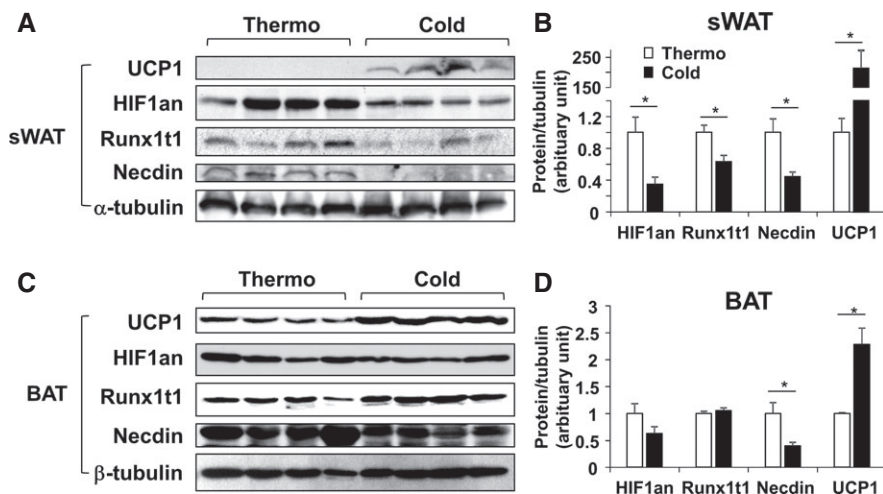 A
Thermo
Cold
sWAT
UCP1
HIF1an
Runx1t1
Necdin
α-tubulin
B
sWAT
Protein/tubulin
(arbituary unit)
250
150
50
1.2
0.8
0.4
0
Thermo
Cold
*
*
*
*
HIF1an Runx1t1 Necdin UCP1
C
Thermo
Cold
BAT
UCP1
HIF1an
Runx1t1
Necdin
β-tubulin
D
BAT
Protein/tubulin
(arbituary unit)
3
2.5
2
1.5
1
0.5
0
*
*
HIF1an Runx1t1 Necdin UCP1